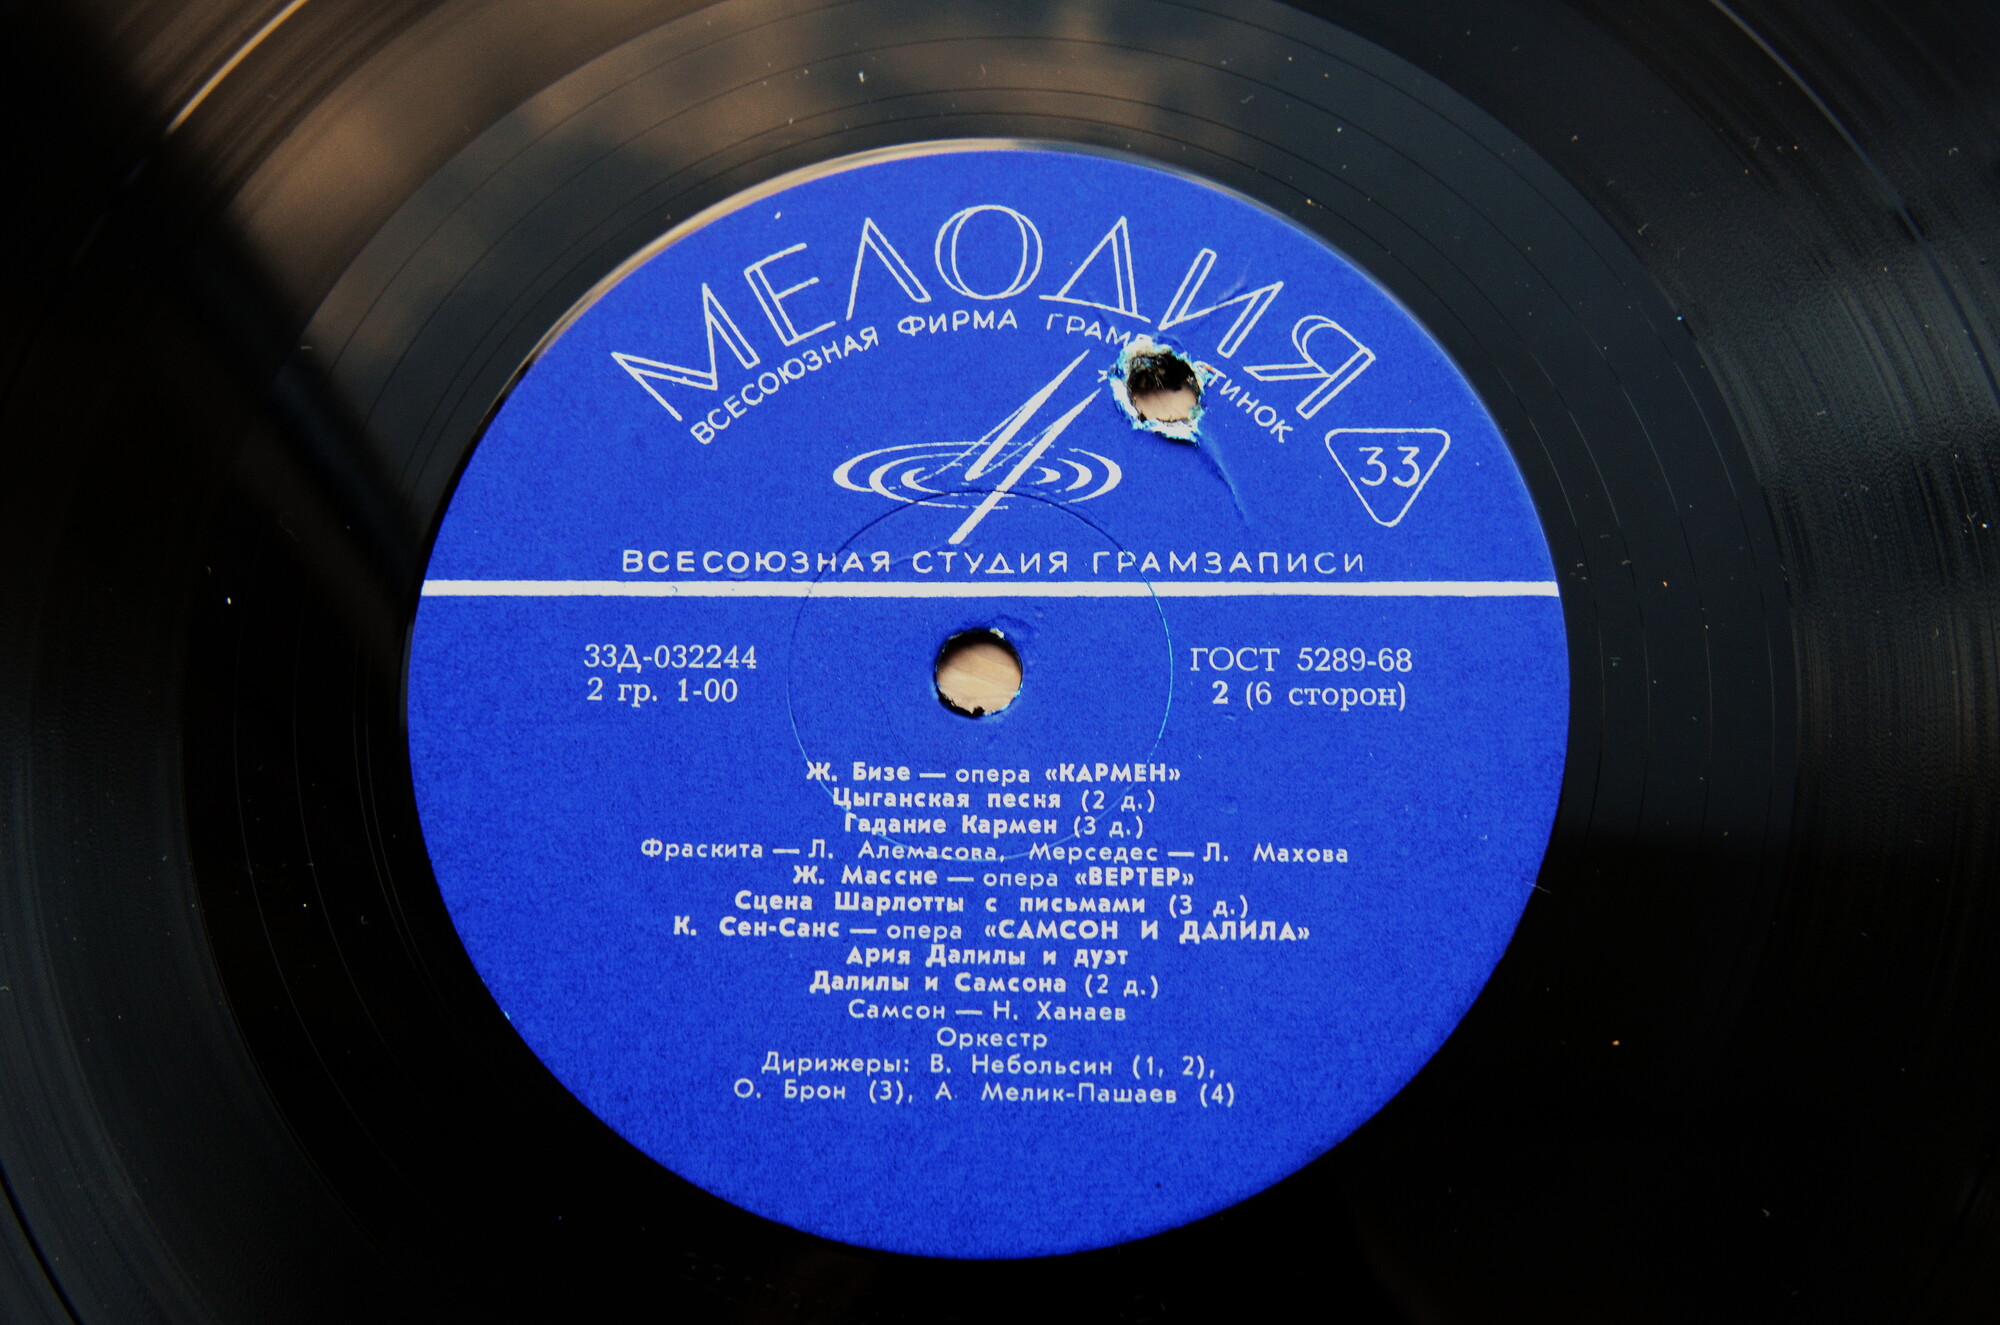 МЕЛОДИЯ
ВСЕСОЮЗНАЯ ФИРМА
33
ВСЕСОЮЗНАЯ СТУДИЯ ГРАМЗАПИСИ
33Д-032244
2 гр. 1-00
ГОСТ 5289-68
2 (6 сторон)
Ж. Бизе — опера «КАРМЕН»
Цыганская песня (2 д.)
Гадание Кармен (3 д.)
Фраскита — Л. Алемасова, Мерседес — Л. Махова
Ж. Массне — опера «ВЕРТЕР»
Сцена Шарлотты с письмами (3 д.)
К. Сен-Санс — опера «САМСОН И ДАЛИЛА»
Ария Далилы и дуэт
Далилы и Самсона (2 д.)
Самсон — Н. Ханаев
Оркестр
Дирижеры: В. Небольсин (1, 2),
О. Брон (3), А. Мелик-Пашаев (4)